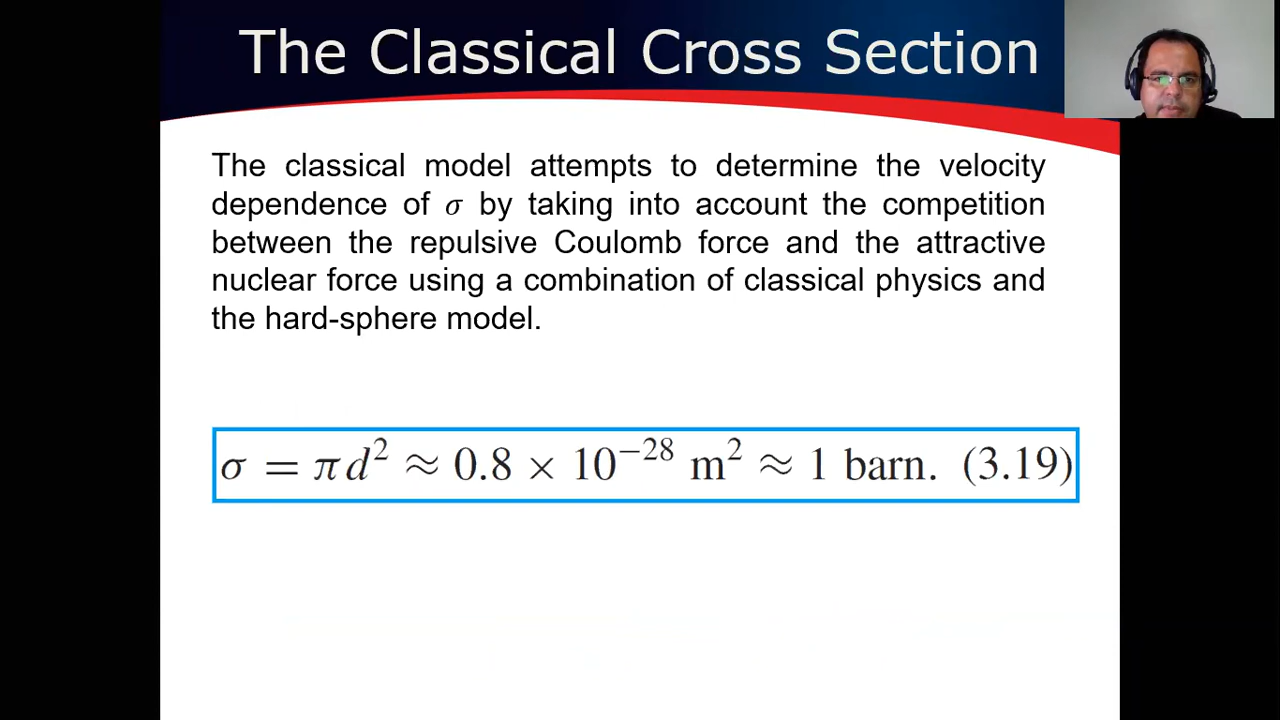 The Classical Cross Section
The classical model attempts to determine the velocity
dependence of σ by taking into account the competition
between the repulsive Coulomb force and the attractive
nuclear force using a combination of classical physics and
the hard-sphere model.
σ = πd² ≈ 0.8 × 10⁻²⁸ m² ≈ 1 barn. (3.19)